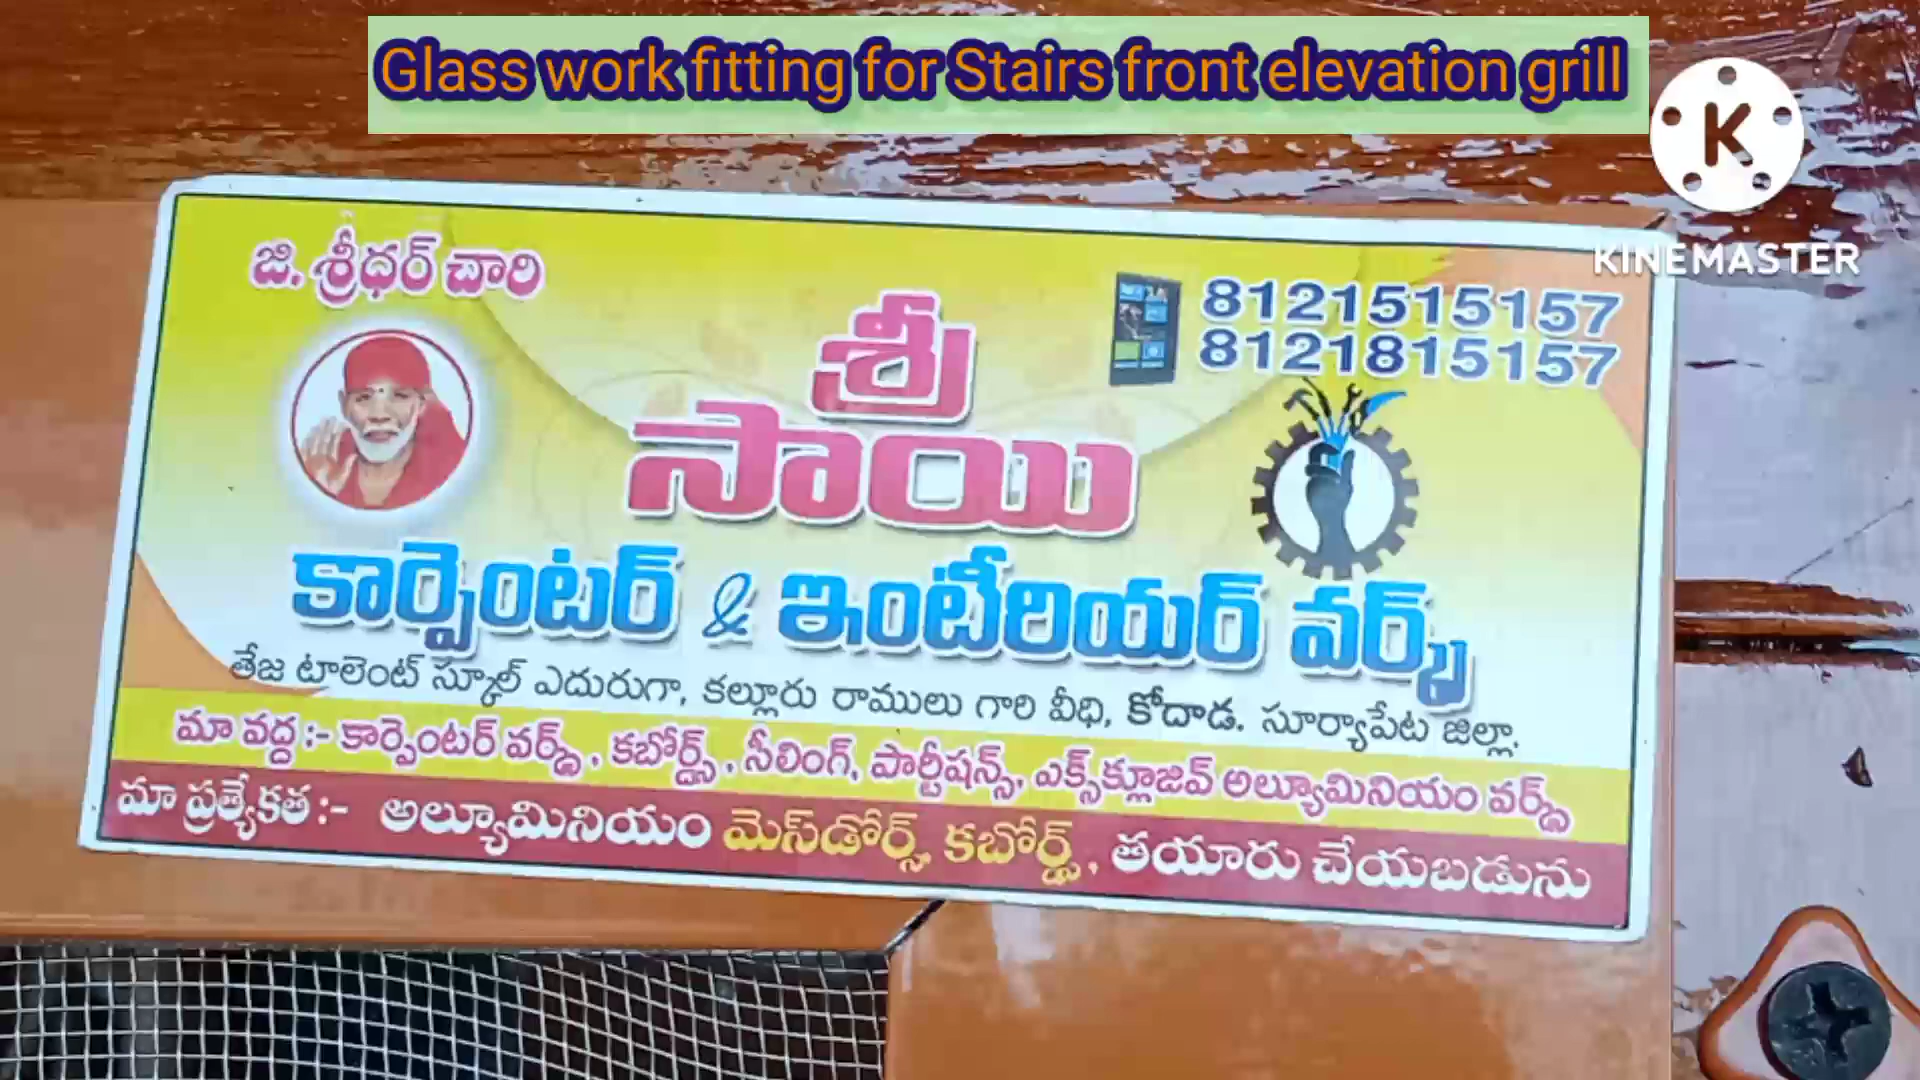 Glass work fitting for Stairs front elevation grill
K
KINEMASTER
జి. శ్రీధర్ చారి
8121515157
8121815157
శ్రీ
సాయి
కార్పెంటర్ & ఇంటీరియర్ వర్క్స్
తేజ టాలెంట్ స్కూల్ ఎదురుగా, కల్లూరు రాములు గారి వీధి, కోదాడ. సూర్యాపేట జిల్లా.
మా వద్ద :- కార్పెంటర్ వర్క్స్, కబోర్డ్స్, సీలింగ్, పార్టీషన్స్, ఎక్స్‌క్లూజివ్ అల్యూమినియం వర్క్స్
మా ప్రత్యేకత :- అల్యూమినియం మెస్‌డోర్స్, కబోర్డ్స్, తయారు చేయబడును